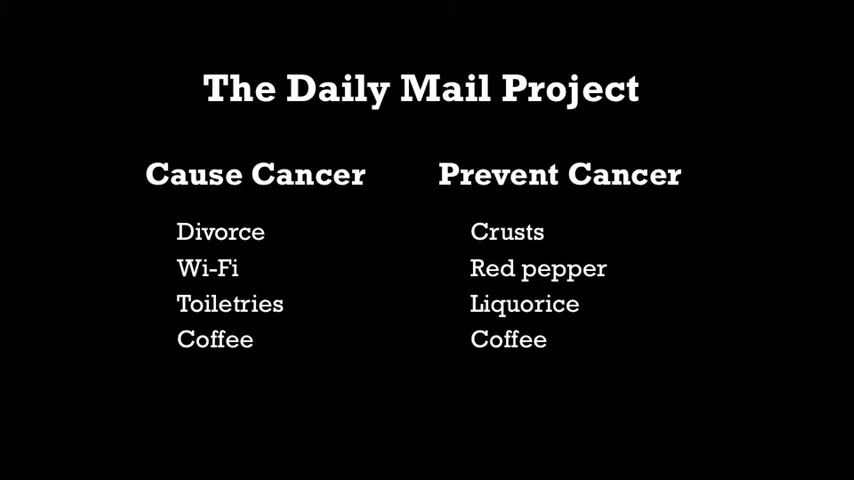 The Daily Mail Project
Cause Cancer
Divorce
Wi-Fi
Toiletries
Coffee
Prevent Cancer
Crusts
Red pepper
Liquorice
Coffee